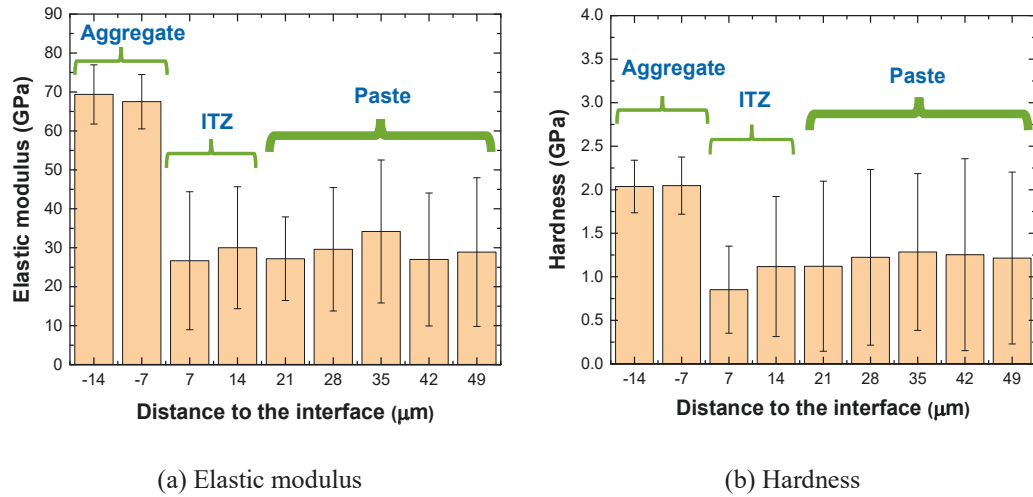 90
80
70
60
50
40
30
20
10
0
Elastic modulus (GPa)
Aggregate
ITZ
Paste
-14 -7 7 14 21 28 35 42 49
Distance to the interface (μm)
(a) Elastic modulus
4.0
3.5
3.0
2.5
2.0
1.5
1.0
0.5
0.0
Hardness (GPa)
Aggregate
ITZ
Paste
-14 -7 7 14 21 28 35 42 49
Distance to the interface (μm)
(b) Hardness